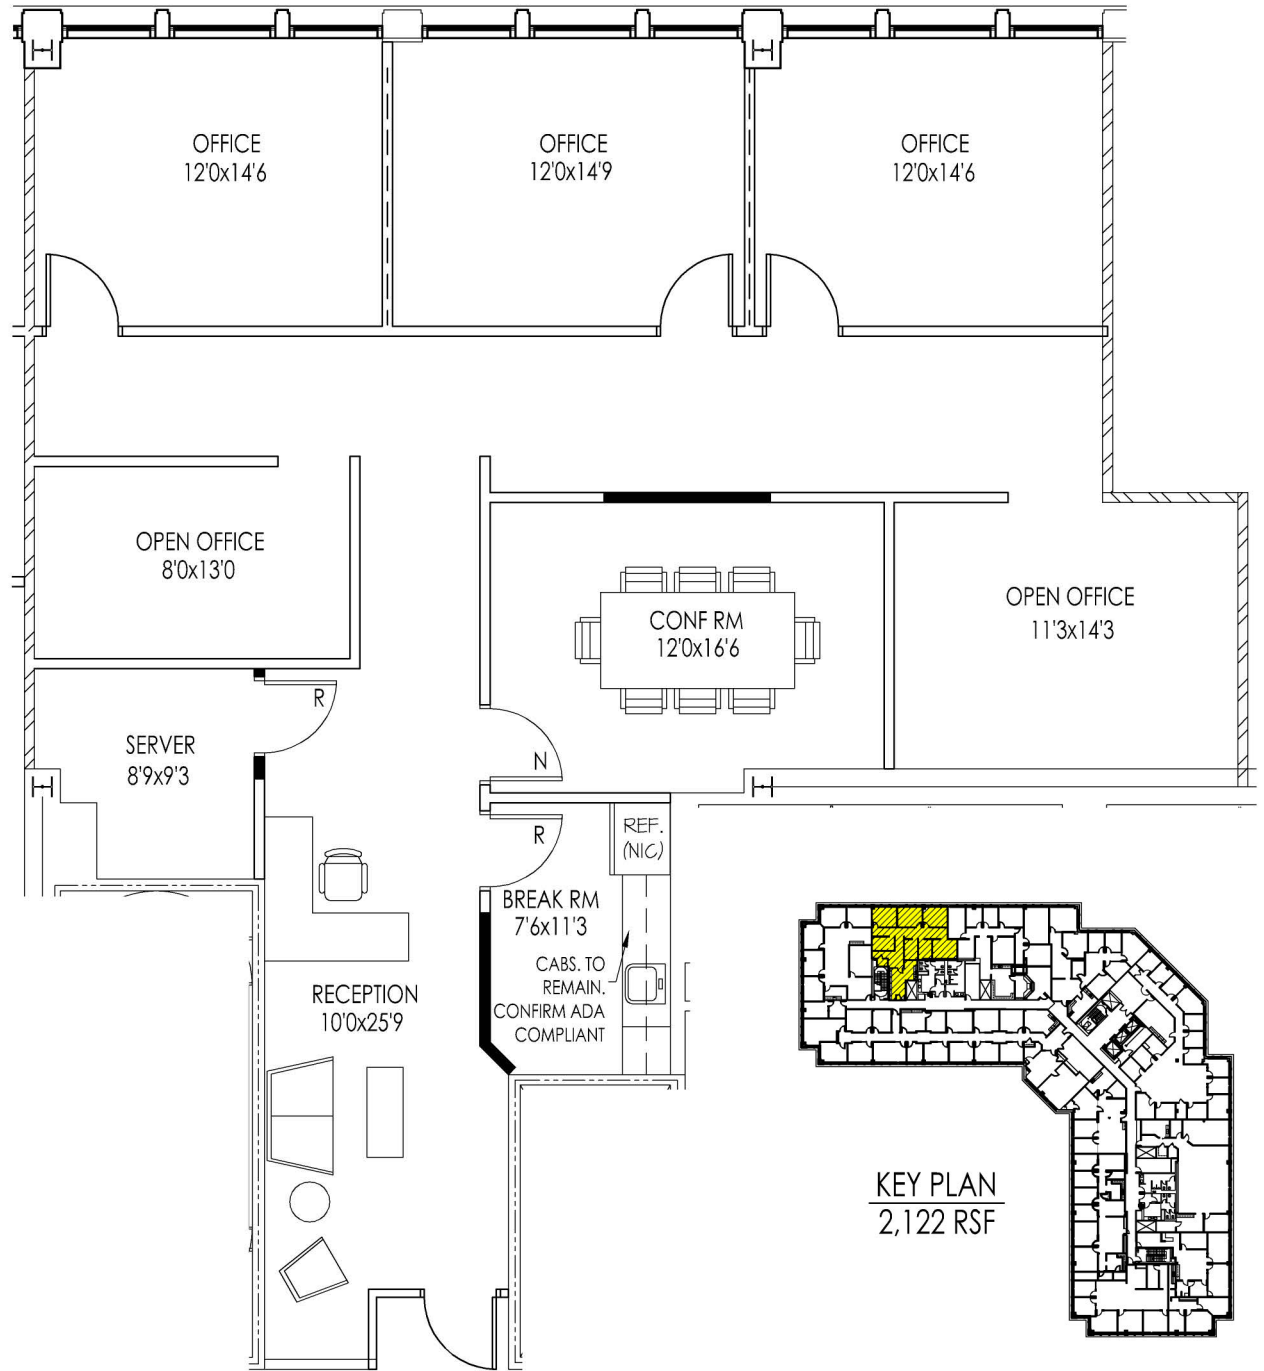 OFFICE
12'0x14'6
OFFICE
12'0x14'9
OFFICE
12'0x14'6
OPEN OFFICE
8'0x13'0
CONF RM
12'0x16'6
OPEN OFFICE
11'3x14'3
R
SERVER
8'9x9'3
N
R
REF.
(NIC)
BREAK RM
7'6x11'3
CABS. TO
REMAIN.
CONFIRM ADA
COMPLIANT
RECEPTION
10'0x25'9
KEY PLAN
2,122 RSF